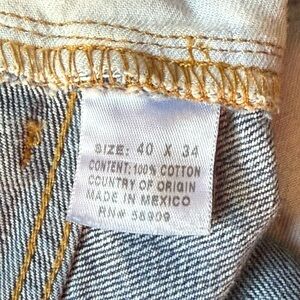 SIZE: 40 X 34
CONTENT: 100% COTTON
COUNTRY OF ORIGIN
MADE IN MEXICO
RN# 58909